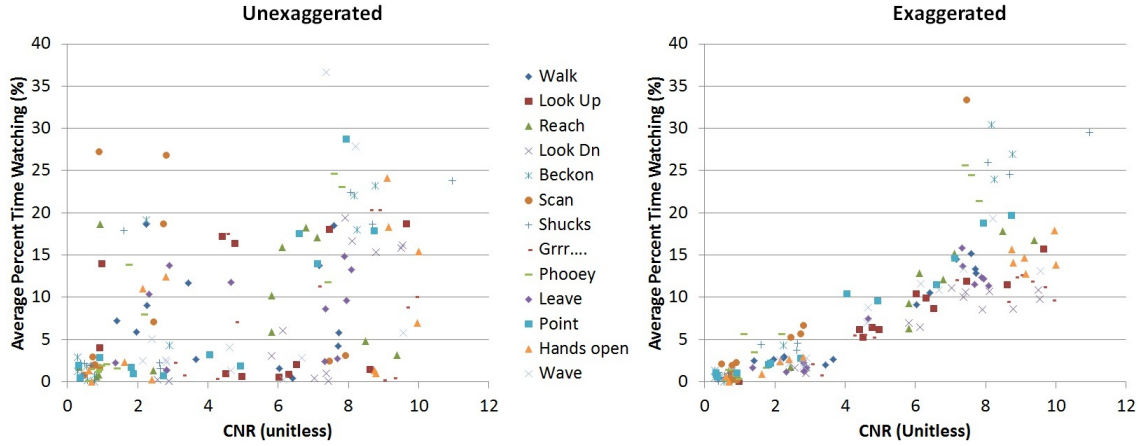 Unexaggerated
Average Percent Time Watching (%)
40
35
30
25
20
15
10
5
0
0 2 4 6 8 10 12
CNR (unitless)
Walk
Look Up
Reach
Look Dn
Beckon
Scan
Shucks
Grrr....
Phooey
Leave
Point
Hands open
Wave
Exaggerated
Average Percent Time Watching (%)
40
35
30
25
20
15
10
5
0
0 2 4 6 8 10 12
CNR (Unitless)